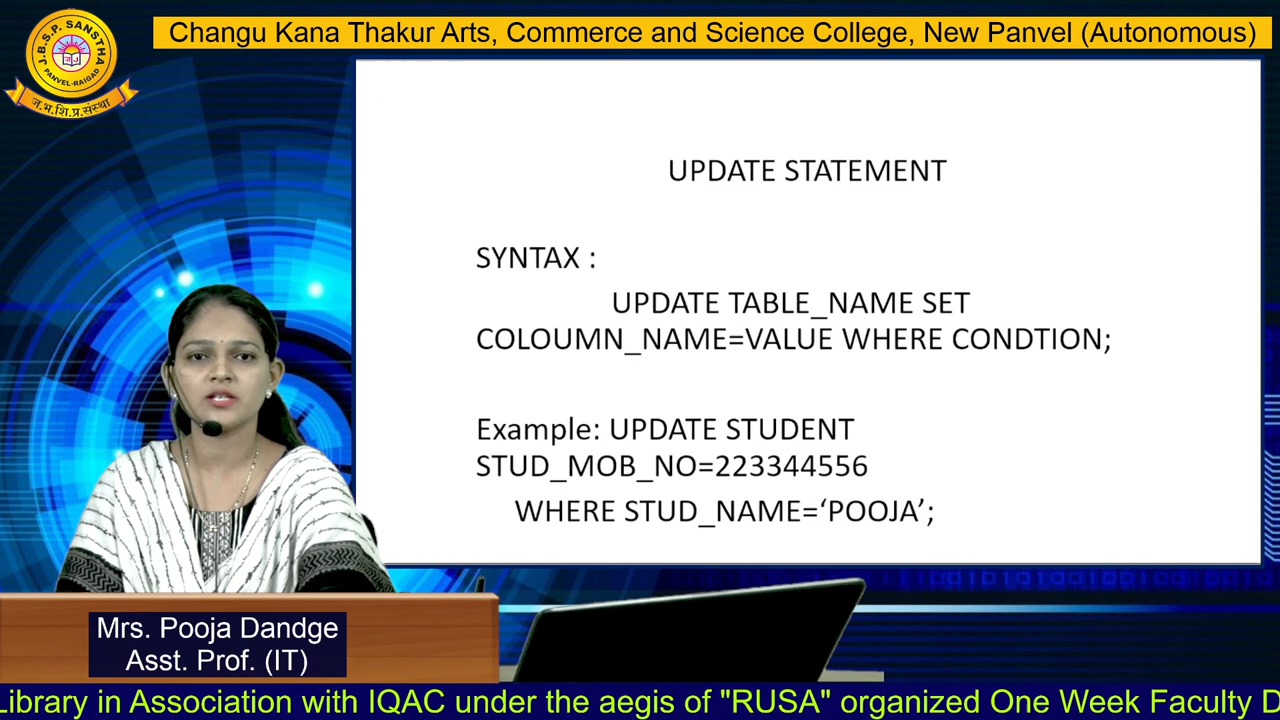 J.B.S.P. SANSTHA
PANVEL-RAIGAD
ज.भ.शि.प्र.संस्था
Changu Kana Thakur Arts, Commerce and Science College, New Panvel (Autonomous)
UPDATE STATEMENT
SYNTAX :
UPDATE TABLE_NAME SET
COLOUMN_NAME=VALUE WHERE CONDTION;
Example: UPDATE STUDENT
STUD_MOB_NO=223344556
WHERE STUD_NAME=‘POOJA’;
Mrs. Pooja Dandge
Asst. Prof. (IT)
Library in Association with IQAC under the aegis of "RUSA" organized One Week Faculty D